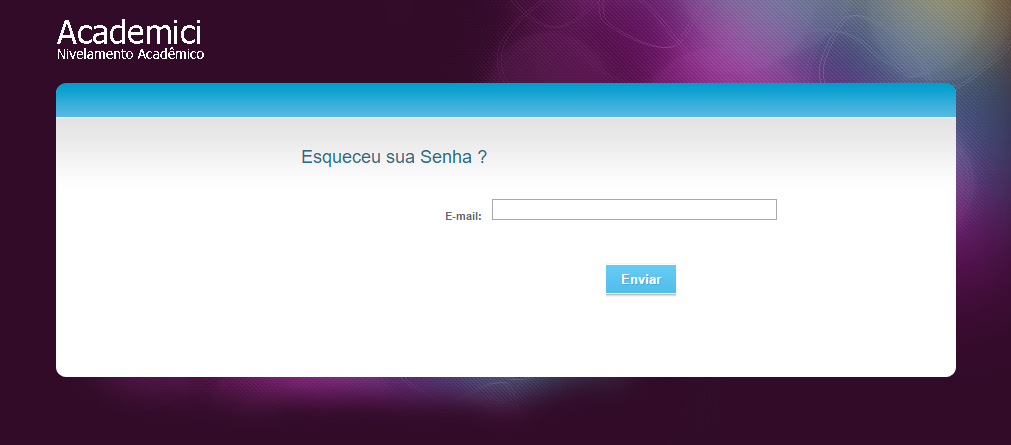 Academici
Nivelamento Acadêmico
Esqueceu sua Senha ?
E-mail:
Enviar